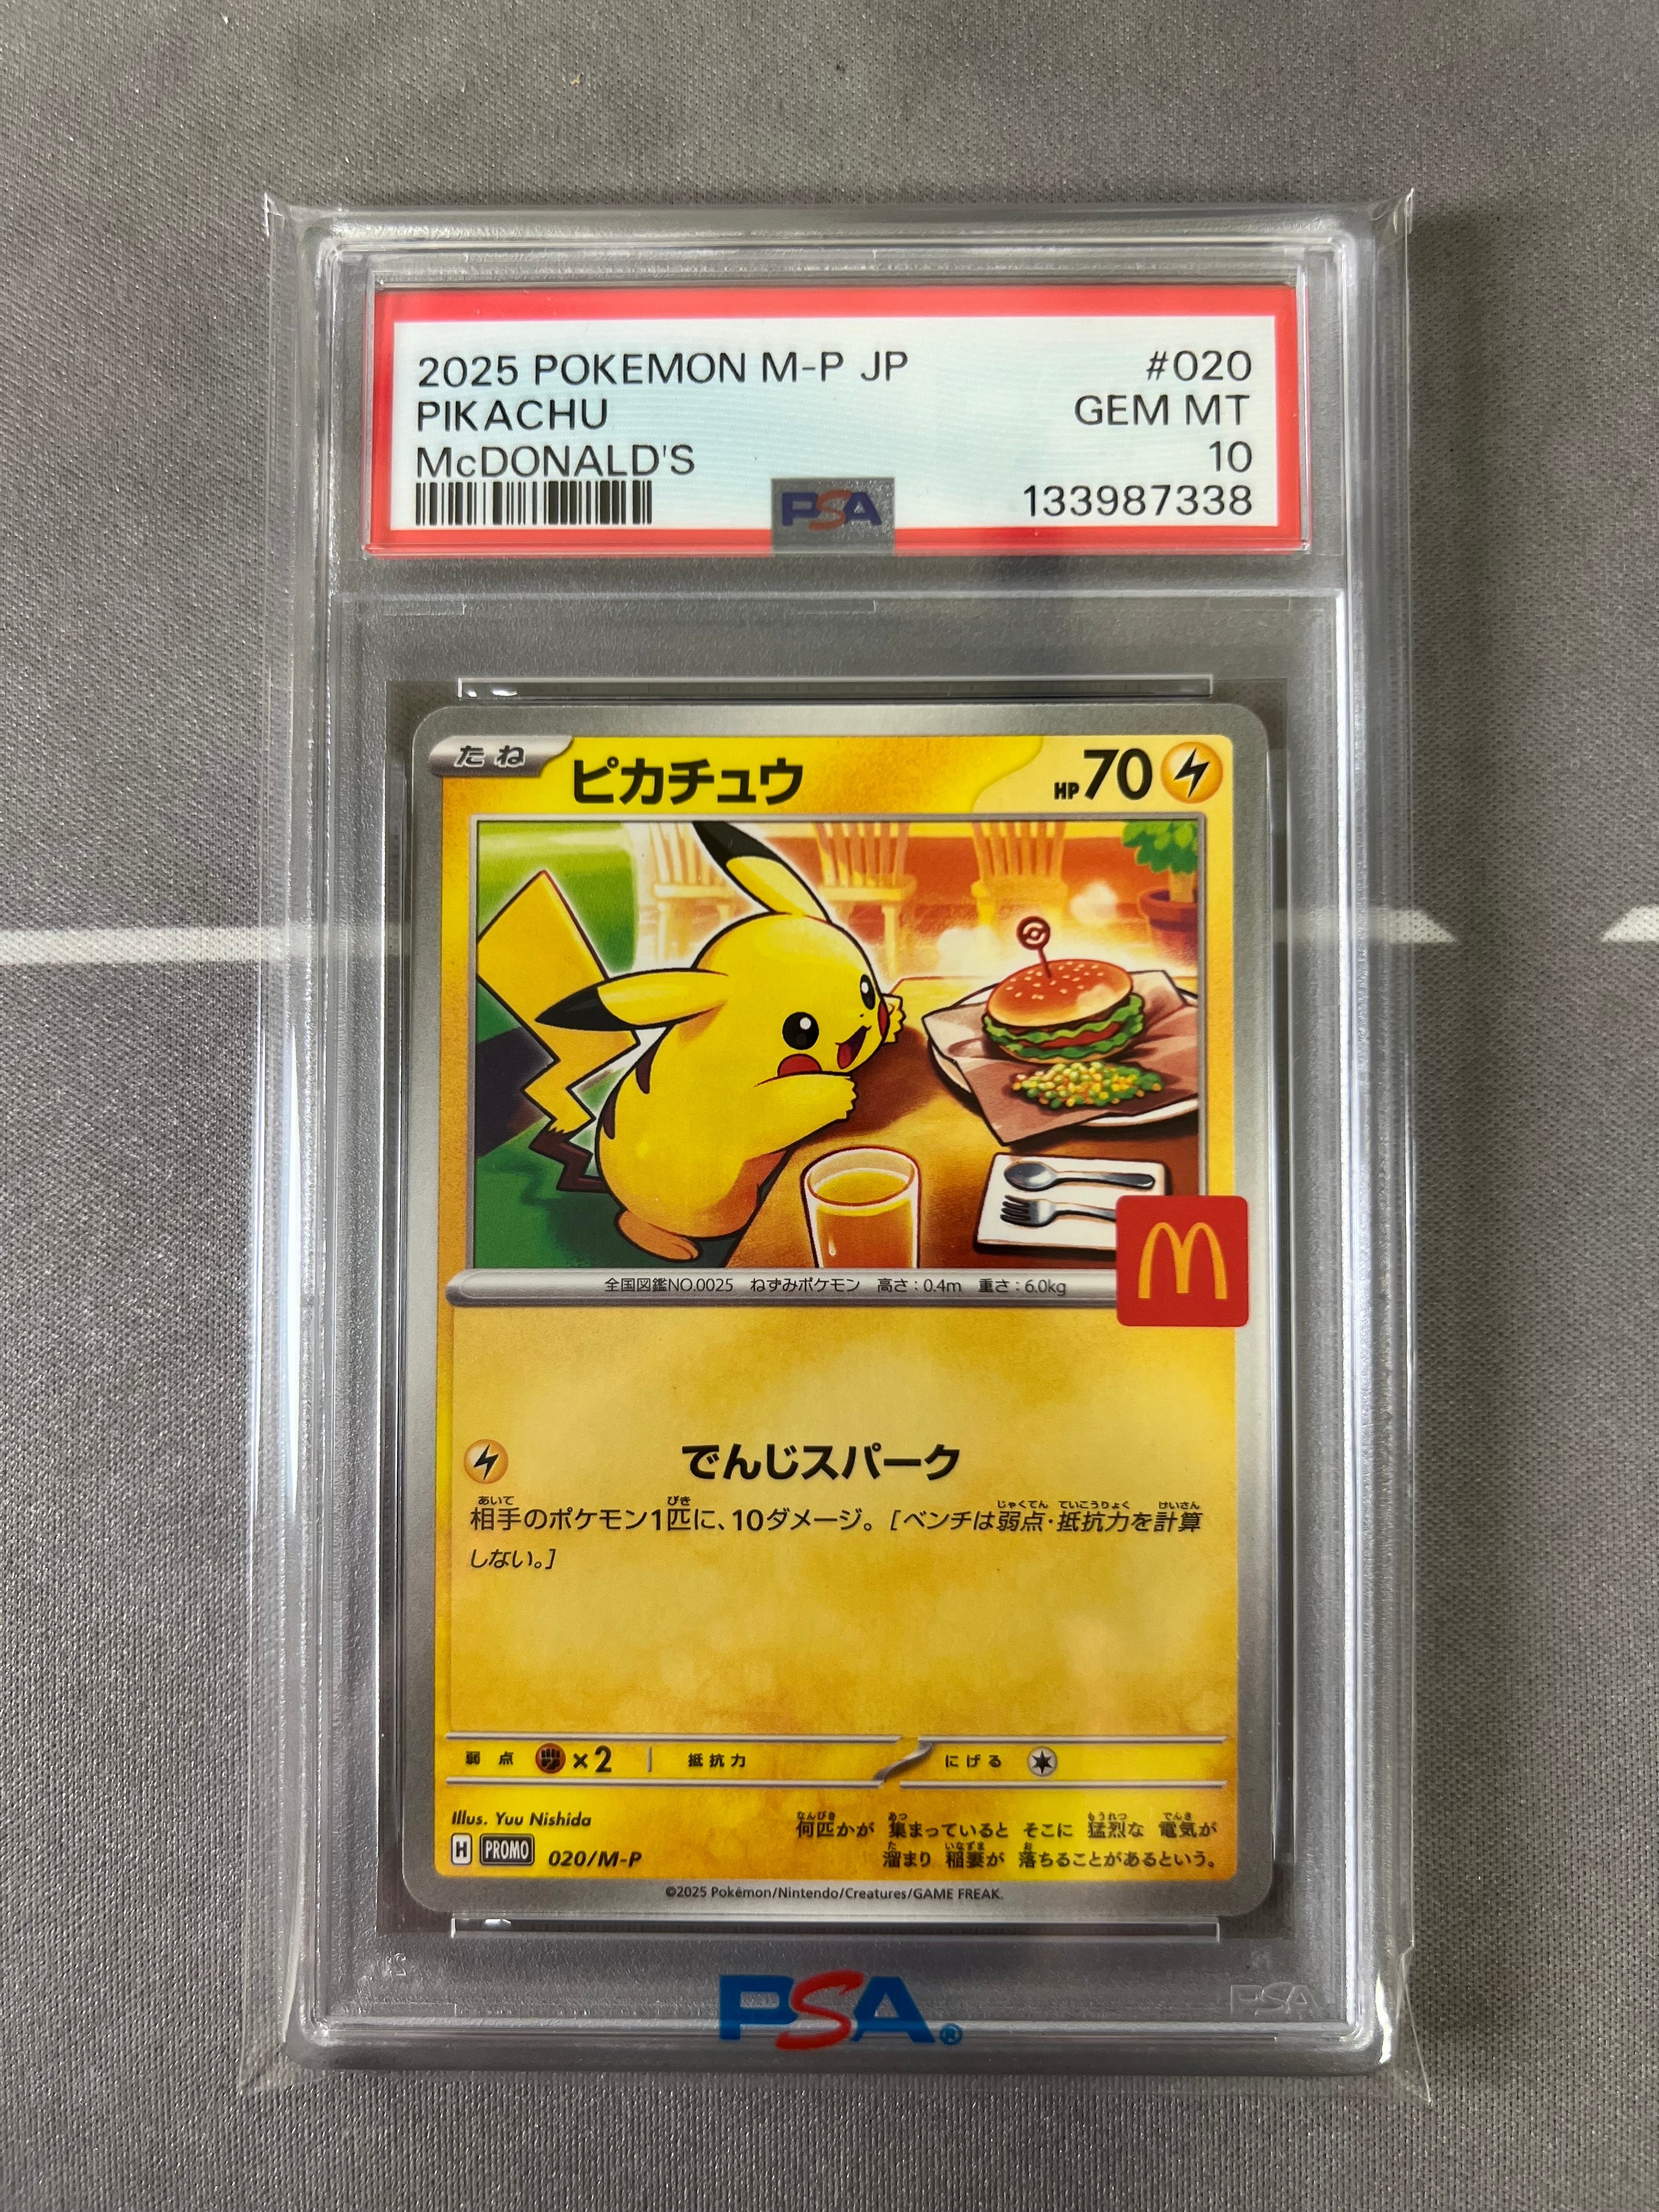 2025 POKEMON M-P JP #020
PIKACHU GEM MT
McDONALD'S 10
PSA 133987338
たね ピカチュウ HP70
全国図鑑NO.0025 ねずみポケモン 高さ:0.4m 重さ:6.0kg
でんじスパーク
相手のポケモン1匹に、10ダメージ。[ベンチは弱点・抵抗力を計算
しない。]
弱点 ×2 抵抗力 にげる
Illus. Yuu Nishida
何匹かが 集まっていると そこに 猛烈な 電気が
溜まり 稲妻が 落ちることがあるという。
H PROMO 020/M-P
©2025 Pokémon/Nintendo/Creatures/GAME FREAK.
PSA®
PSA